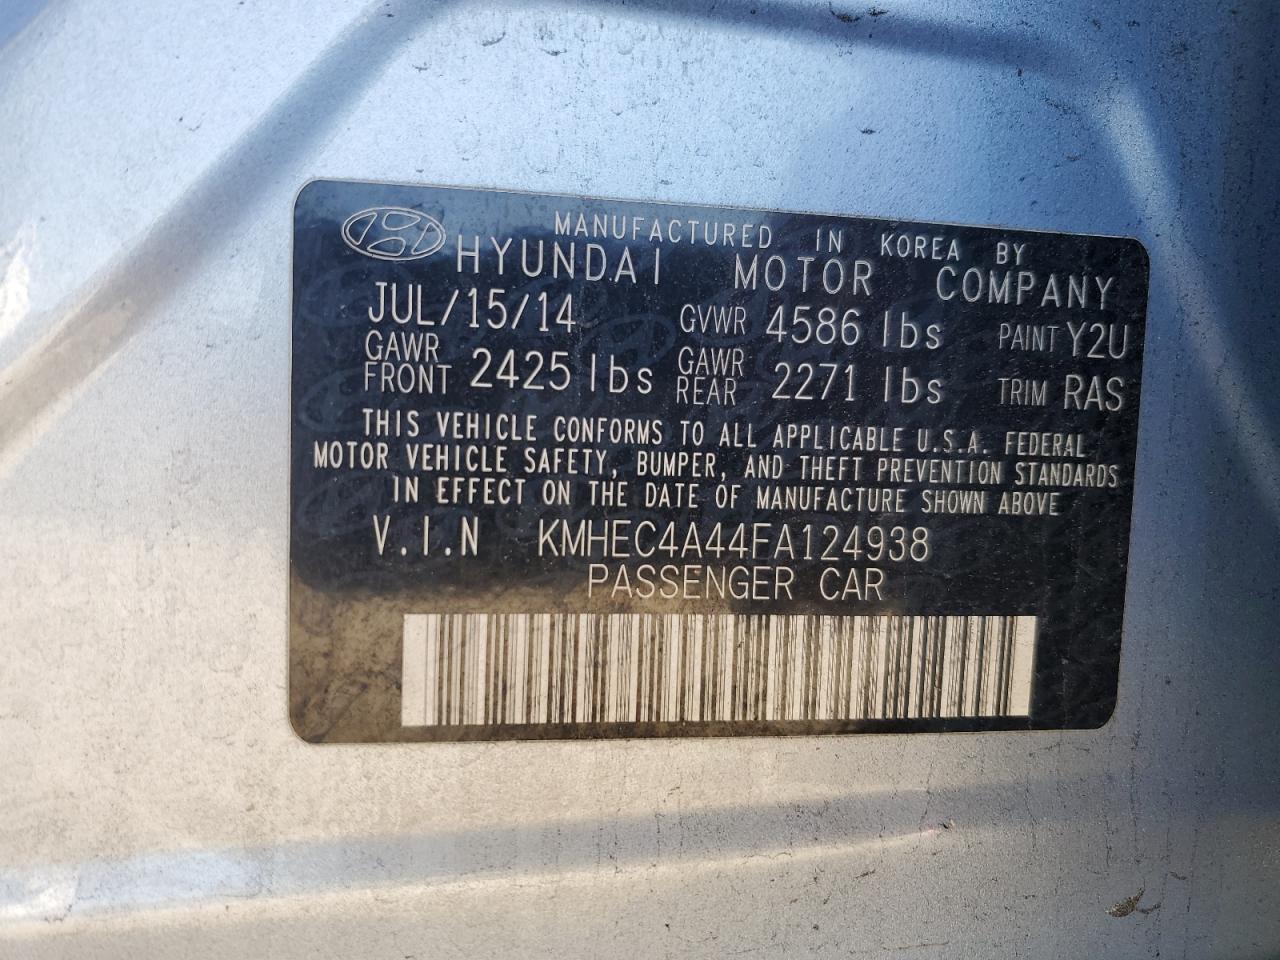 MANUFACTURED IN KOREA BY
HYUNDAI MOTOR COMPANY
JUL/15/14 GVWR 4586 lbs PAINT Y2U
GAWR FRONT 2425 lbs GAWR REAR 2271 lbs TRIM RAS
THIS VEHICLE CONFORMS TO ALL APPLICABLE U.S.A. FEDERAL
MOTOR VEHICLE SAFETY, BUMPER, AND THEFT PREVENTION STANDARDS
IN EFFECT ON THE DATE OF MANUFACTURE SHOWN ABOVE
V.I.N KMHEC4A44FA124938
PASSENGER CAR